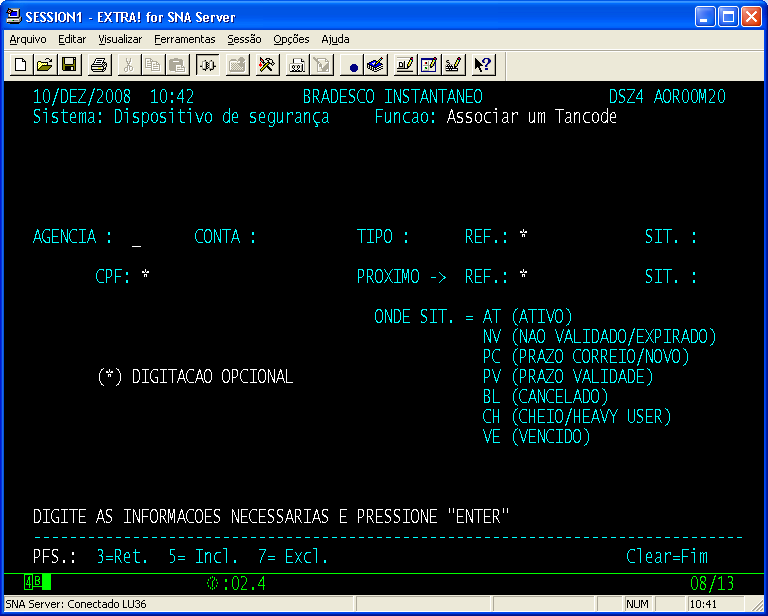 SESSION1 - EXTRA! for SNA Server
Arquivo Editar Visualizar Ferramentas Sessão Opções Ajuda
10/DEZ/2008 10:42 BRADESCO INSTANTANEO DSZ4 AOR00M20
Sistema: Dispositivo de segurança Funcao: Associar um Tancode
AGENCIA : _ CONTA : TIPO : REF.: * SIT. :
CPF: * PROXIMO -> REF.: * SIT. :
ONDE SIT. = AT (ATIVO)
NV (NAO VALIDADO/EXPIRADO)
PC (PRAZO CORREIO/NOVO)
(*) DIGITACAO OPCIONAL PV (PRAZO VALIDADE)
BL (CANCELADO)
CH (CHEIO/HEAVY USER)
VE (VENCIDO)
DIGITE AS INFORMACOES NECESSARIAS E PRESSIONE "ENTER"
--------------------------------------------------------------------------------
PFS.: 3=Ret. 5= Incl. 7= Excl. Clear=Fim
4B :02.4 08/13
SNA Server: Conectado LU36 NUM 10:41